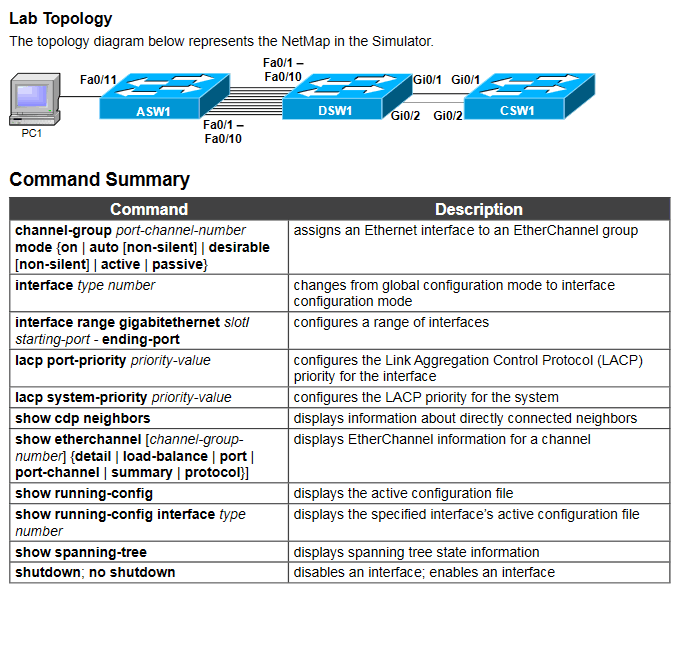 Lab Topology
The topology diagram below represents the NetMap in the Simulator.
Fa0/1 –
Fa0/10
Fa0/11
Gi0/1 Gi0/1
ASW1
DSW1
CSW1
Gi0/2 Gi0/2
PC1
Fa0/1 –
Fa0/10
Command Summary
Command Description
channel-group port-channel-number
mode {on | auto [non-silent] | desirable
[non-silent] | active | passive}
assigns an Ethernet interface to an EtherChannel group
interface type number
changes from global configuration mode to interface
configuration mode
interface range gigabitethernet slot/
starting-port - ending-port
configures a range of interfaces
lacp port-priority priority-value
configures the Link Aggregation Control Protocol (LACP)
priority for the interface
lacp system-priority priority-value
configures the LACP priority for the system
show cdp neighbors
displays information about directly connected neighbors
show etherchannel [channel-group-
number] {detail | load-balance | port |
port-channel | summary | protocol}]
displays EtherChannel information for a channel
show running-config
displays the active configuration file
show running-config interface type
number
displays the specified interface's active configuration file
show spanning-tree
displays spanning tree state information
shutdown; no shutdown
disables an interface; enables an interface